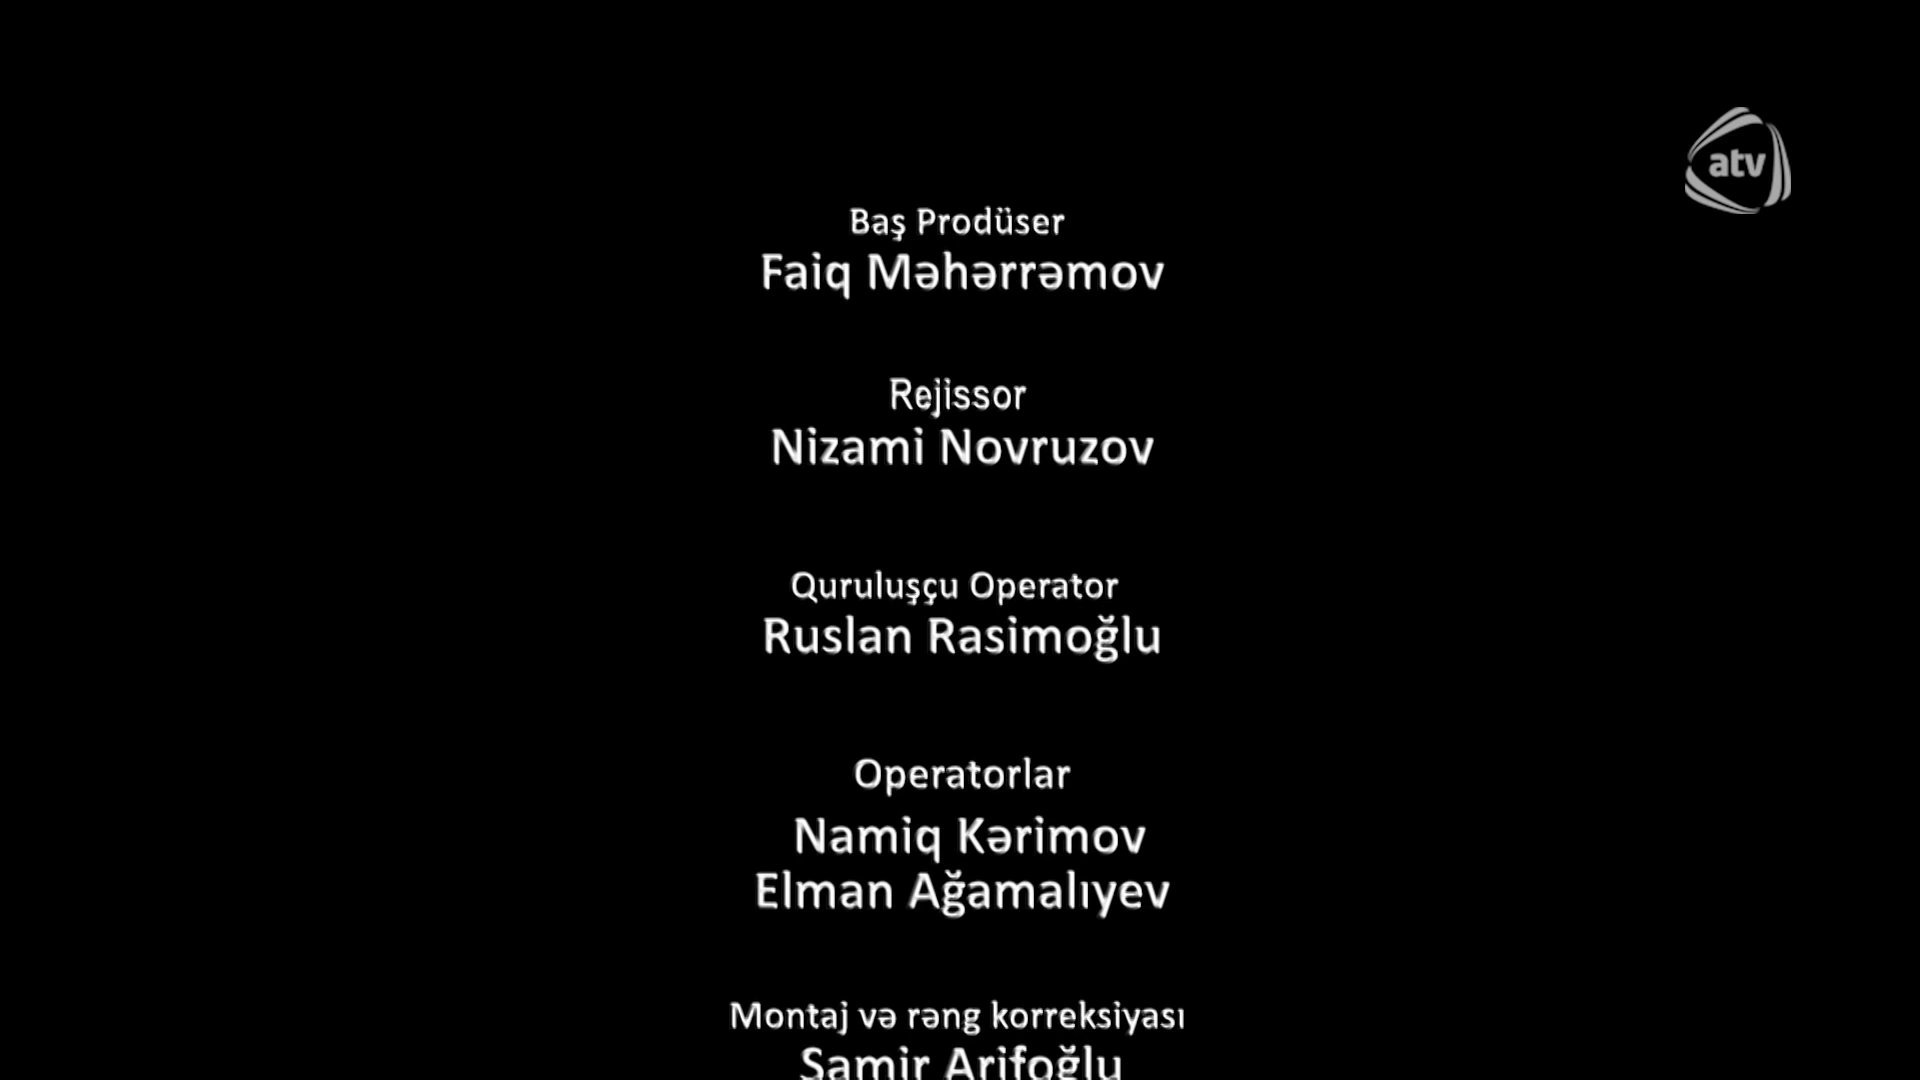 atv
Baş Prodüser
Faiq Məhərrəmov
Rejissor
Nizami Novruzov
Quruluşçu Operator
Ruslan Rasimoğlu
Operatorlar
Namiq Kərimov
Elman Ağamalıyev
Montaj və rəng korreksiyası
Samir Arifoğlu